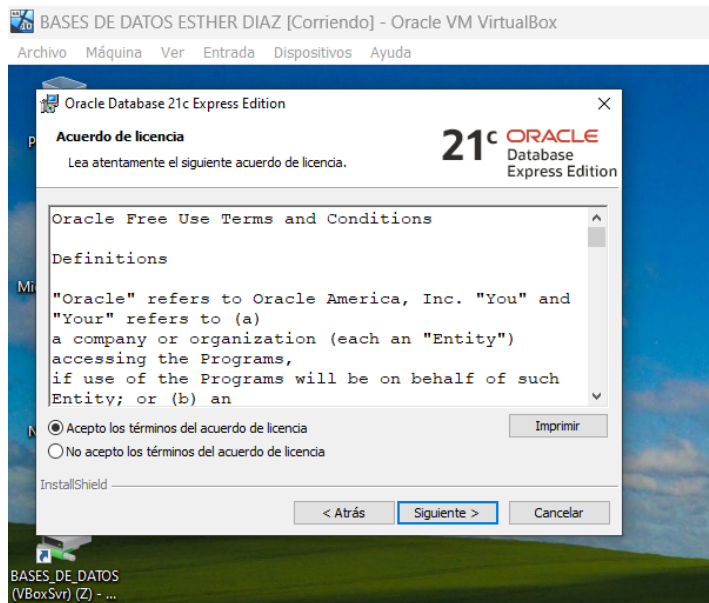 BASES DE DATOS ESTHER DIAZ [Corriendo] - Oracle VM VirtualBox
Archivo Máquina Ver Entrada Dispositivos Ayuda
Oracle Database 21c Express Edition
Acuerdo de licencia
Lea atentamente el siguiente acuerdo de licencia.
21c ORACLE
Database
Express Edition
Oracle Free Use Terms and Conditions
Definitions
"Oracle" refers to Oracle America, Inc. "You" and
"Your" refers to (a)
a company or organization (each an "Entity")
accessing the Programs,
if use of the Programs will be on behalf of such
Entity; or (b) an
Acepto los términos del acuerdo de licencia
Imprimir
No acepto los términos del acuerdo de licencia
InstallShield
< Atrás Siguiente > Cancelar
BASES_DE_DATOS
(VBoxSvr) (Z) - ...